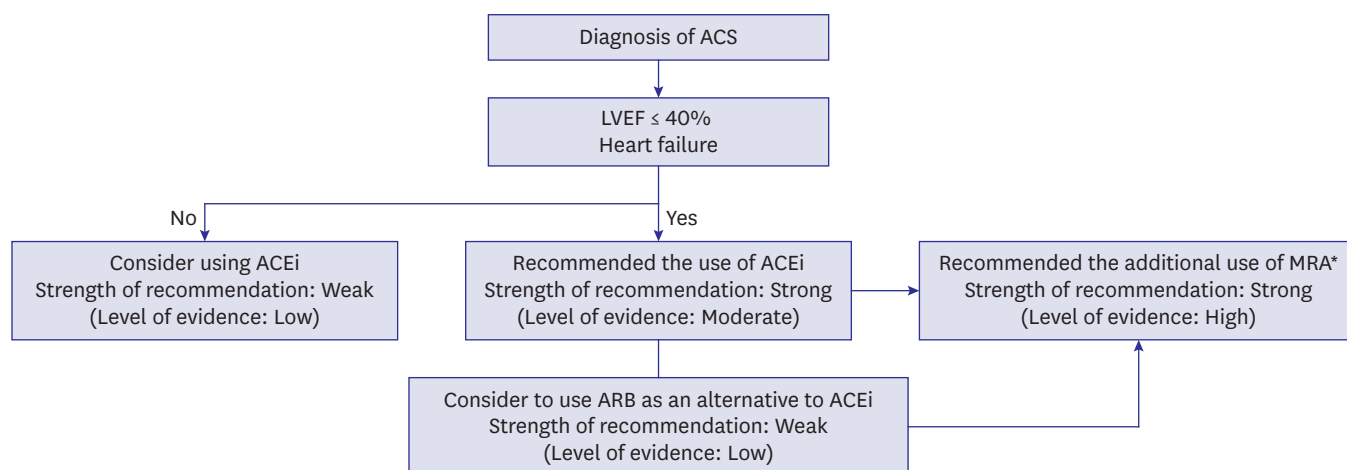 Diagnosis of ACS
LVEF ≤ 40%
Heart failure
No
Yes
Consider using ACEi
Strength of recommendation: Weak
(Level of evidence: Low)
Recommended the use of ACEi
Strength of recommendation: Strong
(Level of evidence: Moderate)
Recommended the additional use of MRA*
Strength of recommendation: Strong
(Level of evidence: High)
Consider to use ARB as an alternative to ACEi
Strength of recommendation: Weak
(Level of evidence: Low)